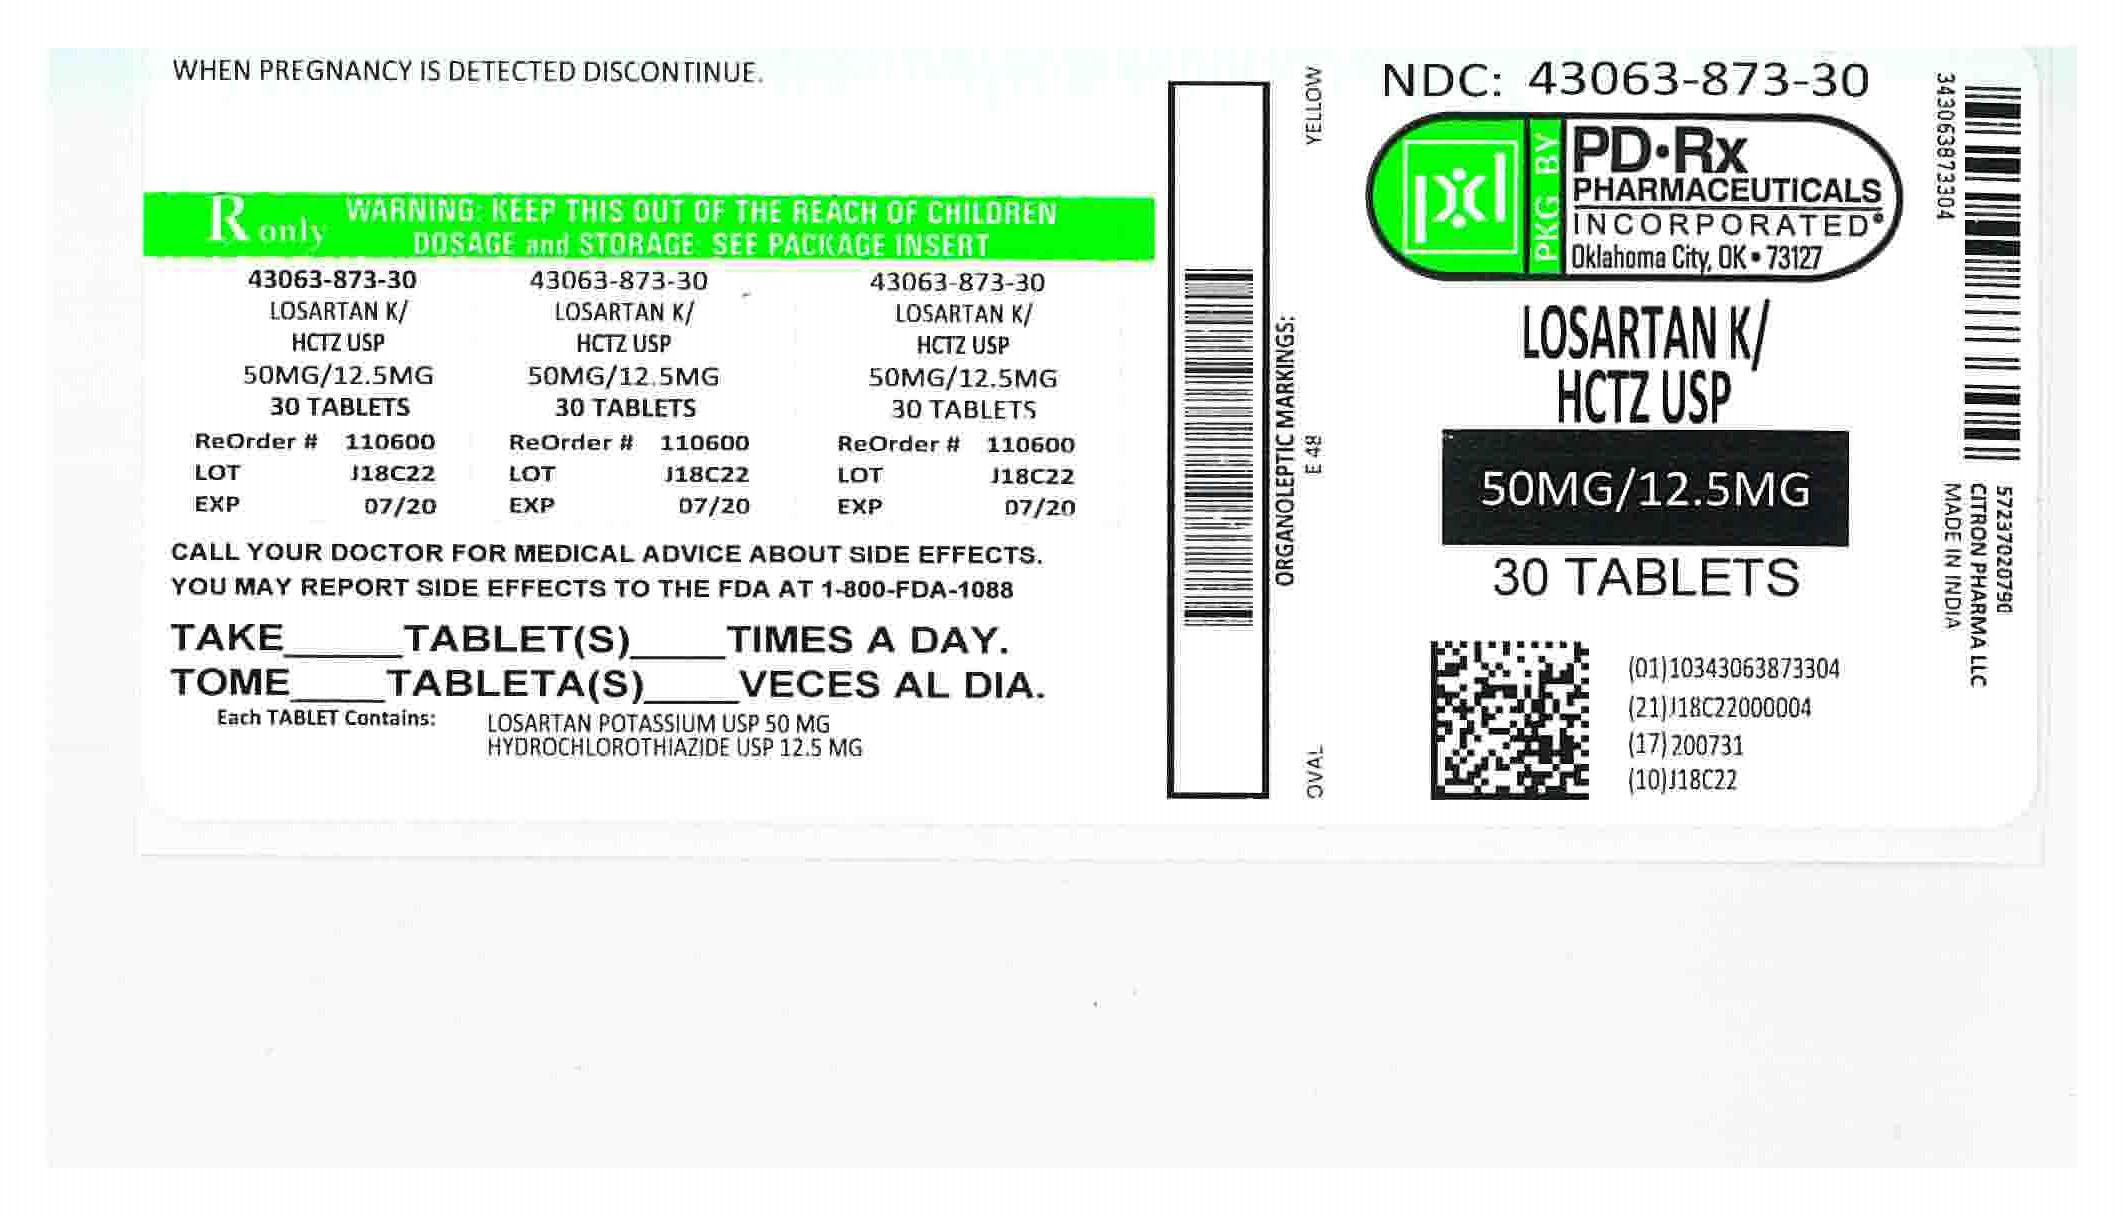 WHEN PREGNANCY IS DETECTED DISCONTINUE.
R only
WARNING: KEEP THIS OUT OF THE REACH OF CHILDREN
DOSAGE and STORAGE: SEE PACKAGE INSERT
43063-873-30 43063-873-30 43063-873-30
LOSARTAN K/ LOSARTAN K/ LOSARTAN K/
HCTZ USP HCTZ USP HCTZ USP
50MG/12.5MG 50MG/12.5MG 50MG/12.5MG
30 TABLETS 30 TABLETS 30 TABLETS
ReOrder # 110600 ReOrder # 110600 ReOrder # 110600
LOT J18C22 LOT J18C22 LOT J18C22
EXP 07/20 EXP 07/20 EXP 07/20
CALL YOUR DOCTOR FOR MEDICAL ADVICE ABOUT SIDE EFFECTS.
YOU MAY REPORT SIDE EFFECTS TO THE FDA AT 1-800-FDA-1088
TAKE_____TABLET(S)____TIMES A DAY.
TOME____TABLETA(S)____VECES AL DIA.
Each TABLET Contains: LOSARTAN POTASSIUM USP 50 MG
HYDROCHLOROTHIAZIDE USP 12.5 MG
ORGANOLEPTIC MARKINGS:
OVAL E 48 YELLOW
NDC: 43063-873-30
PKG BY
PD•Rx
PHARMACEUTICALS
INCORPORATED®
Oklahoma City, OK • 73127
LOSARTAN K/
HCTZ USP
50MG/12.5MG
30 TABLETS
(01)10343063873304
(21)J18C22000004
(17)200731
(10)J18C22
343063873304
57237020790
CITRON PHARMA LLC
MADE IN INDIA